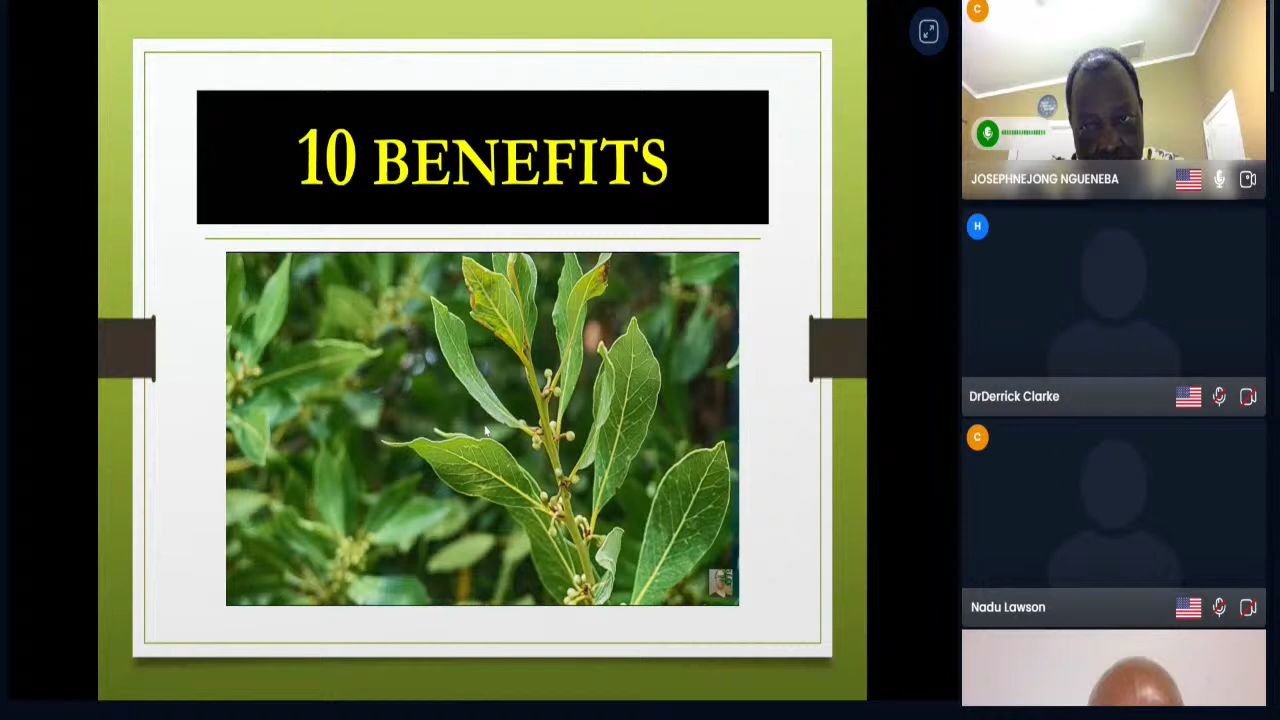 10 BENEFITS
C
JOSEPHNEJONG NGUENEBA
H
DrDerrick Clarke
C
Nadu Lawson